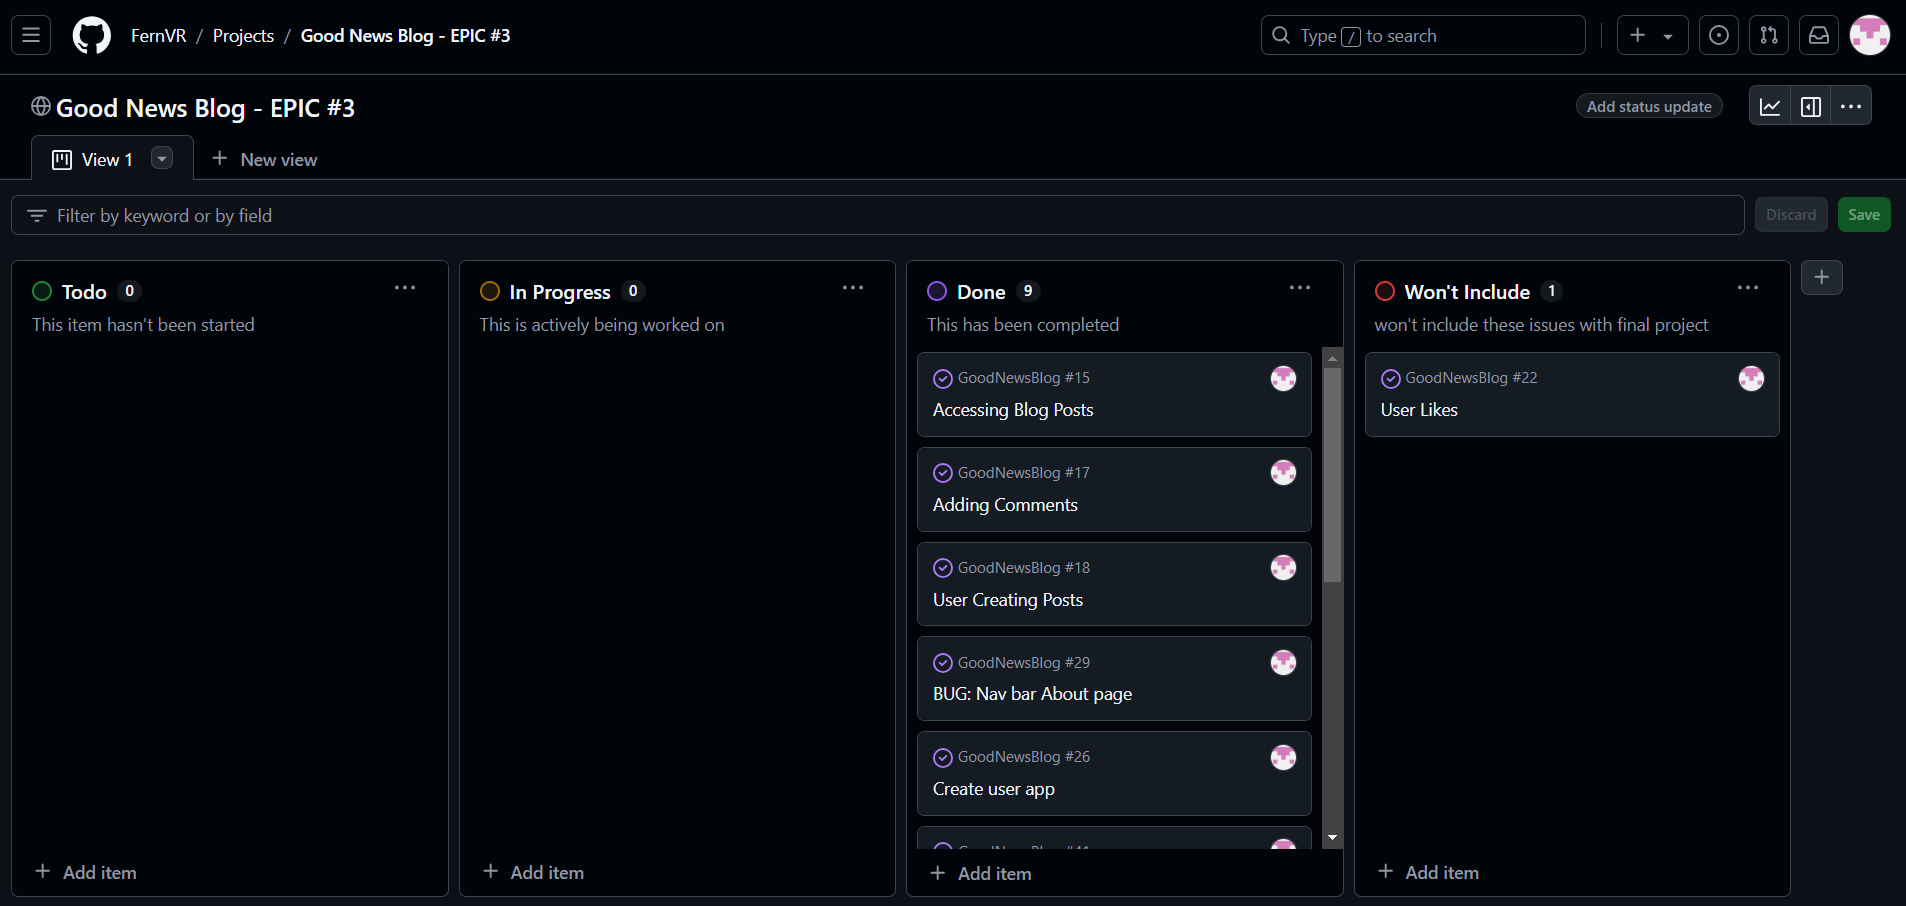 FernVR / Projects / Good News Blog - EPIC #3
Type / to search
Good News Blog - EPIC #3
Add status update
View 1
New view
Filter by keyword or by field
Discard
Save
Todo 0
This item hasn't been started
Add item
In Progress 0
This is actively being worked on
Add item
Done 9
This has been completed
GoodNewsBlog #15
Accessing Blog Posts
GoodNewsBlog #17
Adding Comments
GoodNewsBlog #18
User Creating Posts
GoodNewsBlog #29
BUG: Nav bar About page
GoodNewsBlog #26
Create user app
Add item
Won't Include 1
won't include these issues with final project
GoodNewsBlog #22
User Likes
Add item